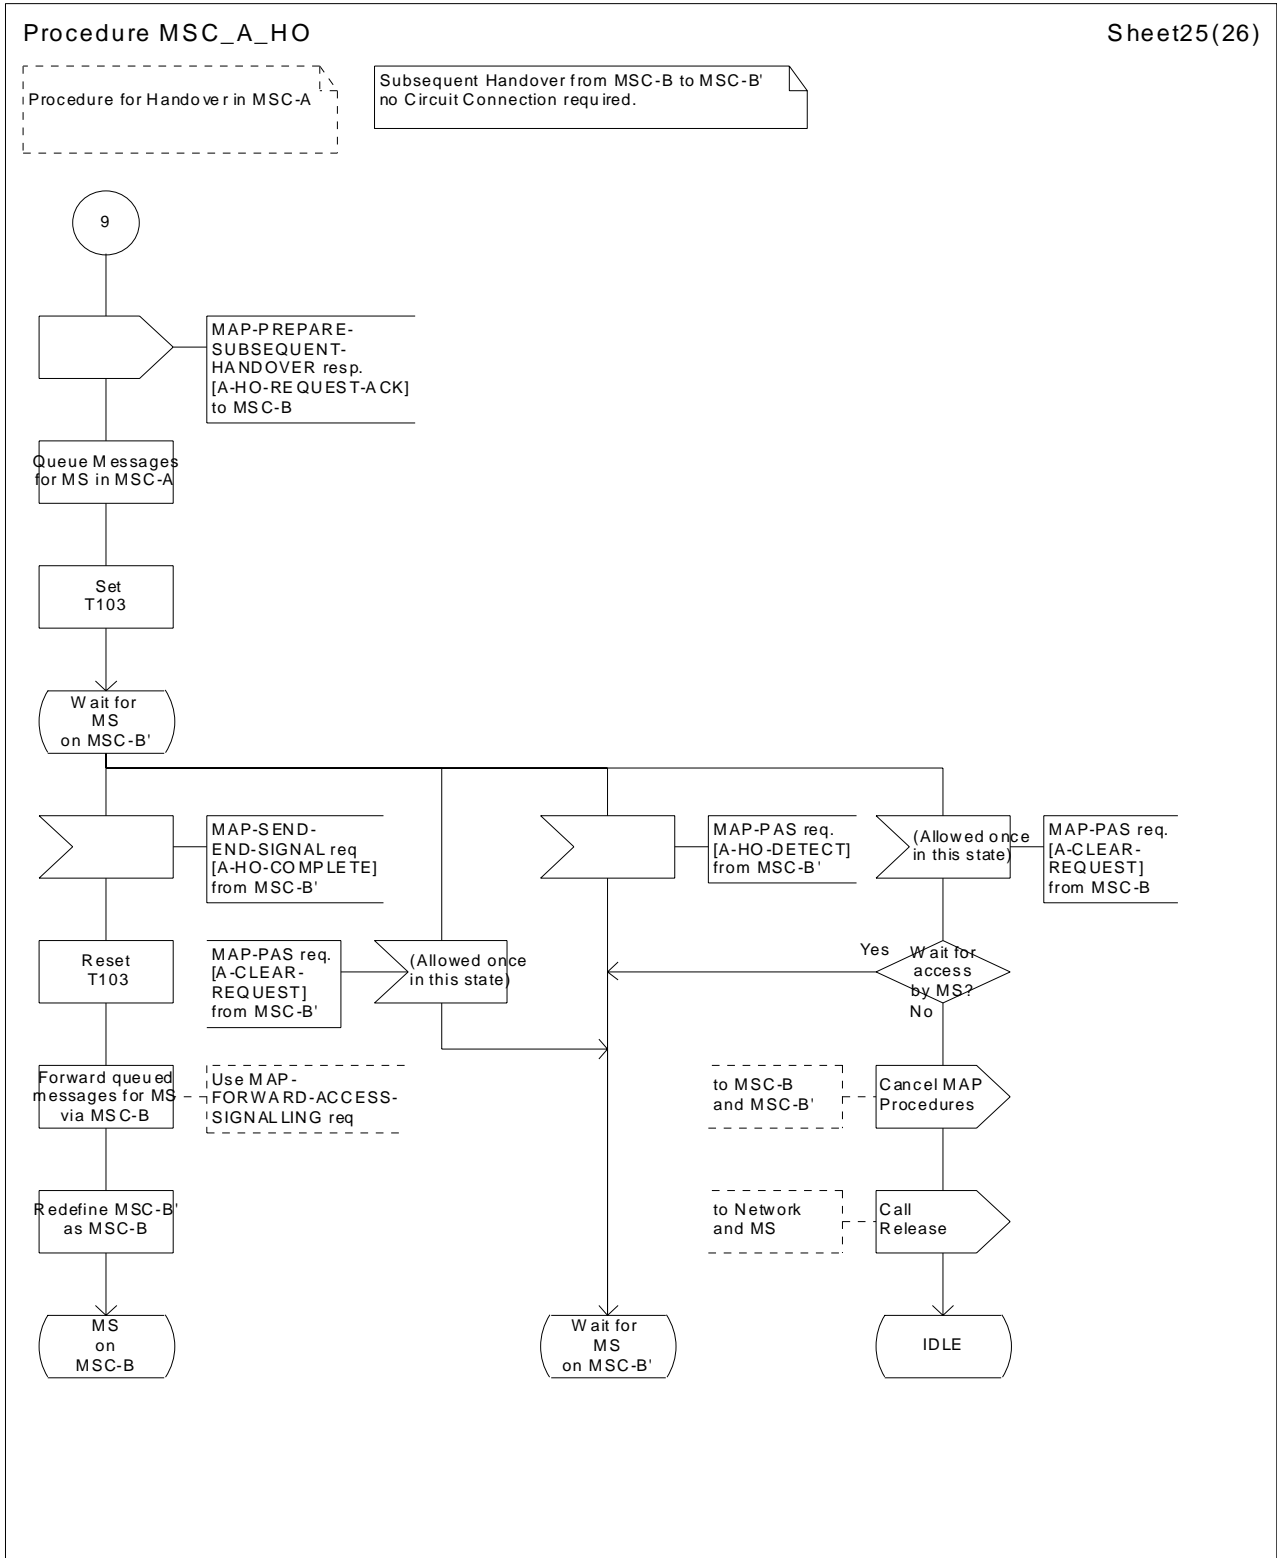 Procedure MSC_A_HO
Sheet25(26)
Procedure for Handover in MSC-A
Subsequent Handover from MSC-B to MSC-B'
no Circuit Connection required.
9
MAP-PREPARE-
SUBSEQUENT-
HANDOVER resp.
[A-HO-REQUEST-ACK]
to MSC-B
Queue Messages
for MS in MSC-A
Set
T103
Wait for
MS
on MSC-B'
MAP-SEND-
END-SIGNAL req
[A-HO-COMPLETE]
from MSC-B'
MAP-PAS req.
[A-HO-DETECT]
from MSC-B'
(Allowed once
in this state)
MAP-PAS req.
[A-CLEAR-
REQUEST]
from MSC-B
Reset
T103
MAP-PAS req.
[A-CLEAR-
REQUEST]
from MSC-B'
(Allowed once
in this state)
Yes
Wait for
access
by MS?
No
Forward queued
messages for MS
via MSC-B
Use MAP-
FORWARD-ACCESS-
SIGNALLING req
to MSC-B
and MSC-B'
Cancel MAP
Procedures
Redefine MSC-B'
as MSC-B
to Network
and MS
Call
Release
MS
on
MSC-B
Wait for
MS
on MSC-B'
IDLE